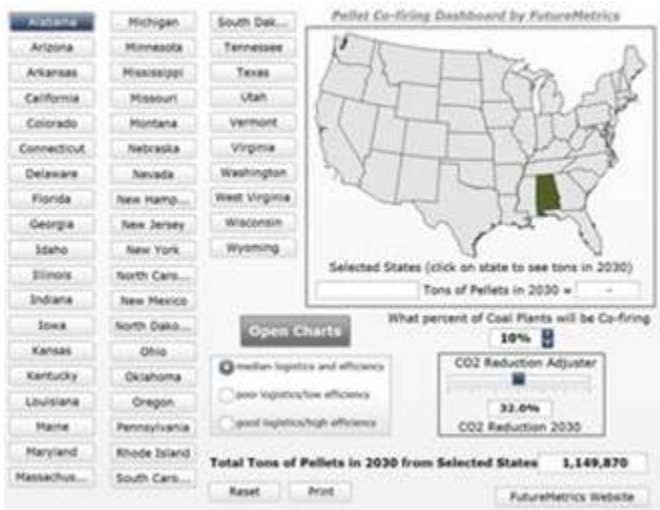 Pellet Co-firing Dashboard by FutureMetrics
Alabama
Arizona
Arkansas
California
Colorado
Connecticut
Delaware
Florida
Georgia
Idaho
Illinois
Indiana
Iowa
Kansas
Kentucky
Louisiana
Maine
Maryland
Massachus...
Michigan
Minnesota
Mississippi
Missouri
Montana
Nebraska
Nevada
New Hamp...
New Jersey
New York
North Caro...
New Mexico
North Dako...
Ohio
Oklahoma
Oregon
Pennsylvania
Rhode Island
South Caro...
South Dak...
Tennessee
Texas
Utah
Vermont
Virginia
Washington
West Virginia
Wisconsin
Wyoming
Selected States (click on state to see tons in 2030)
Tons of Pellets in 2030 = -
What percent of Coal Plants will be Co-firing
10%
Open Charts
median logistics and efficiency
poor logistics/low efficiency
good logistics/high efficiency
CO2 Reduction Adjuster
32.0%
CO2 Reduction 2030
Total Tons of Pellets in 2030 from Selected States 1,149,870
Reset
Print
FutureMetrics Website